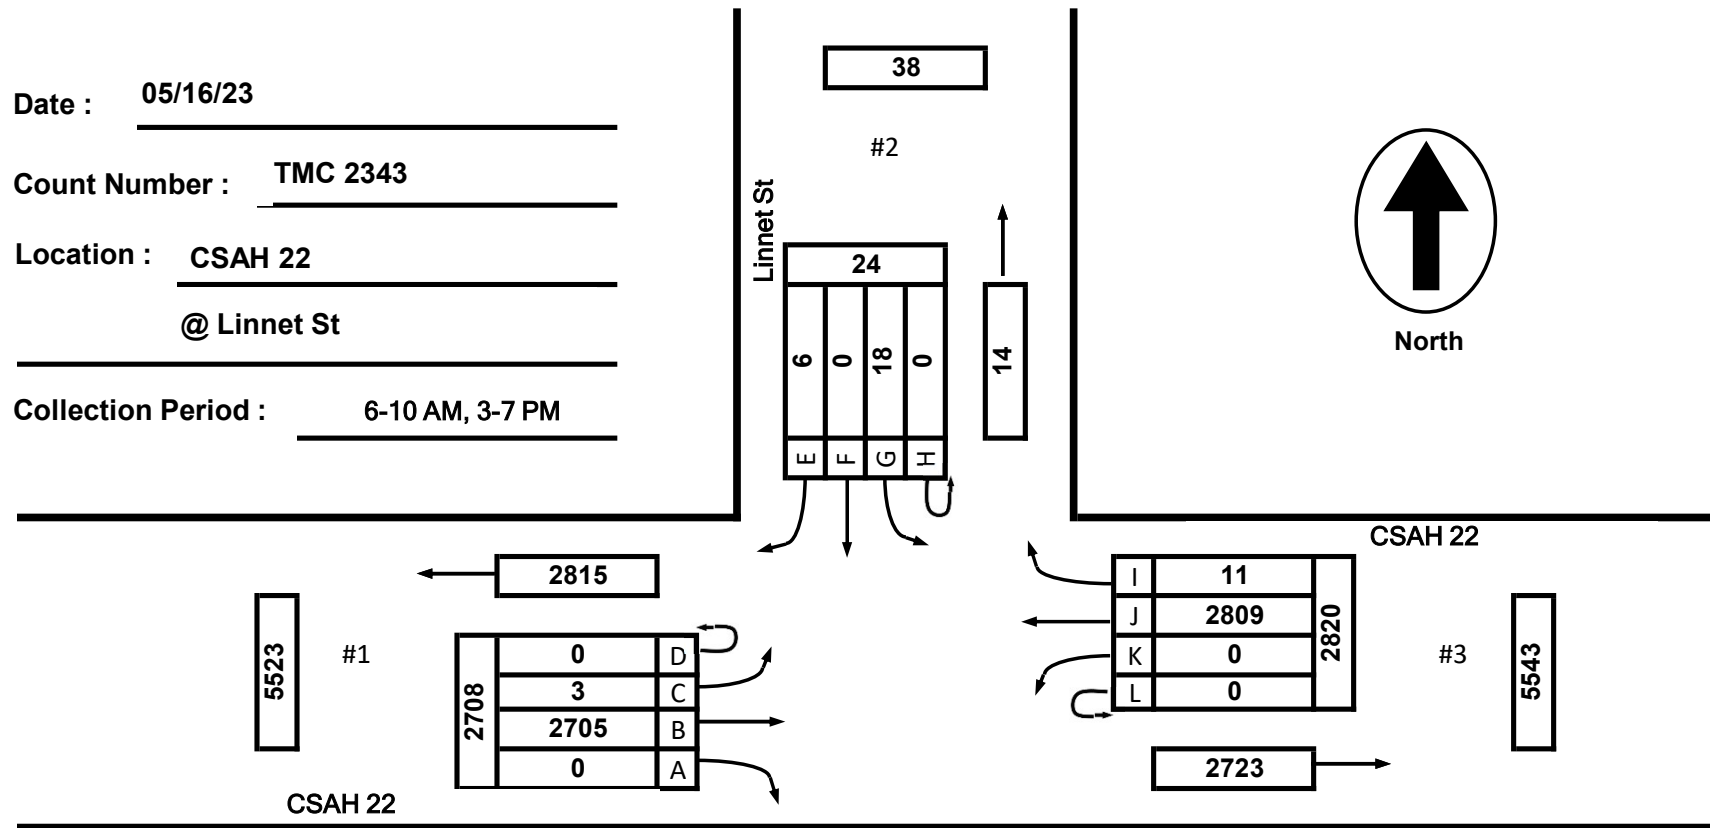 Date : 05/16/23
Count Number : TMC 2343
Location : CSAH 22
@ Linnet St
Collection Period : 6-10 AM, 3-7 PM
38
#2
Linnet St
24
6 0 18 0
E F G H
14
North
CSAH 22
2815
5523
#1
2708
0 D
3 C
2705 B
0 A
CSAH 22
I 11
J 2809
K 0
L 0
2820
#3
5543
2723